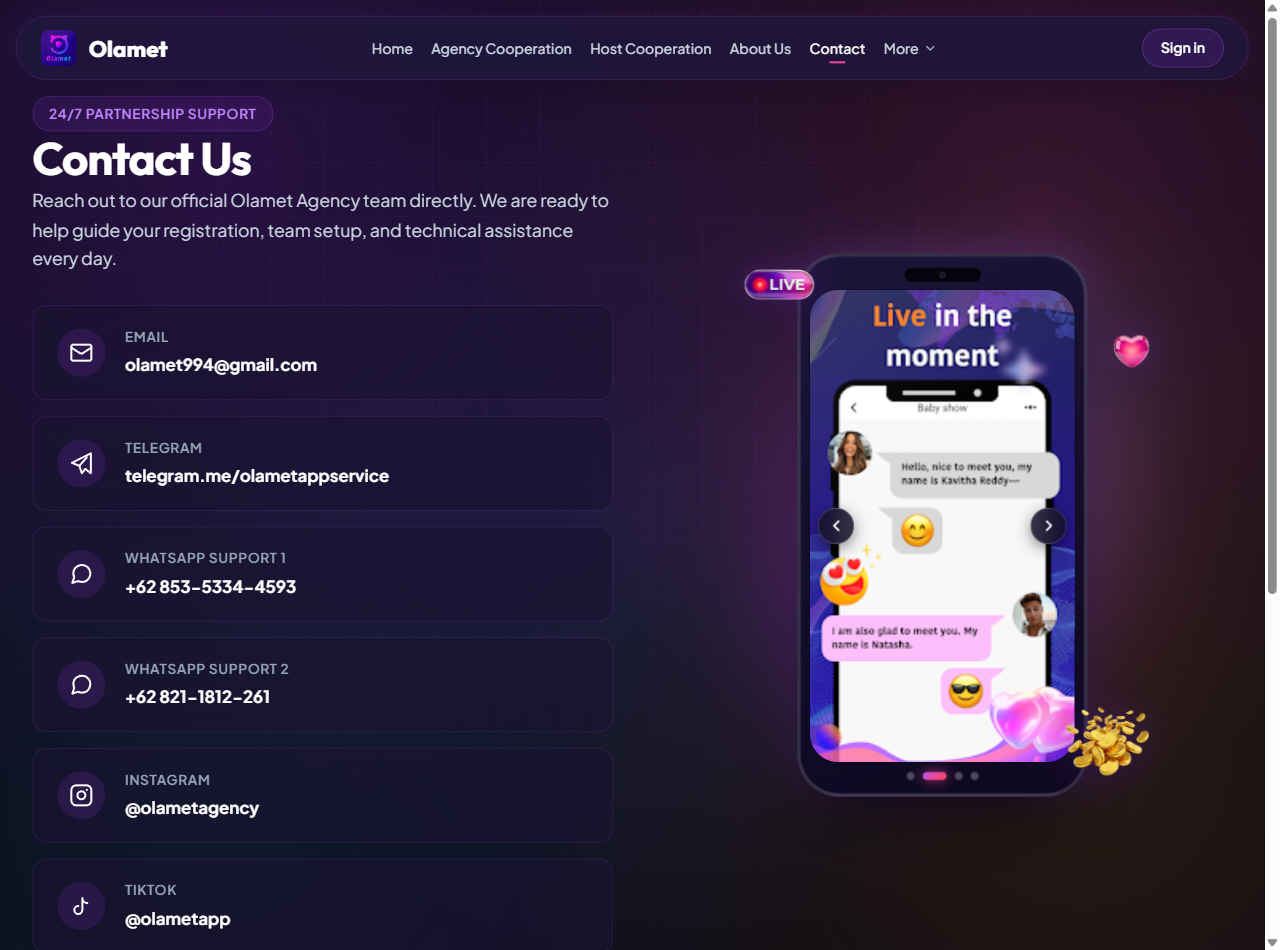 Olamet
Olamet
Home
Agency Cooperation
Host Cooperation
About Us
Contact
More
Sign in
24/7 PARTNERSHIP SUPPORT
Contact Us
Reach out to our official Olamet Agency team directly. We are ready to
help guide your registration, team setup, and technical assistance
every day.
EMAIL
olamet994@gmail.com
TELEGRAM
telegram.me/olametappservice
WHATSAPP SUPPORT 1
+62 853-5334-4593
WHATSAPP SUPPORT 2
+62 821-1812-261
INSTAGRAM
@olametagency
TIKTOK
@olametapp
LIVE
Live in the
moment
Baby show
Hello, nice to meet you, my
name is Kavitha Reddy~~
I am also glad to meet you. My
name is Natasha.